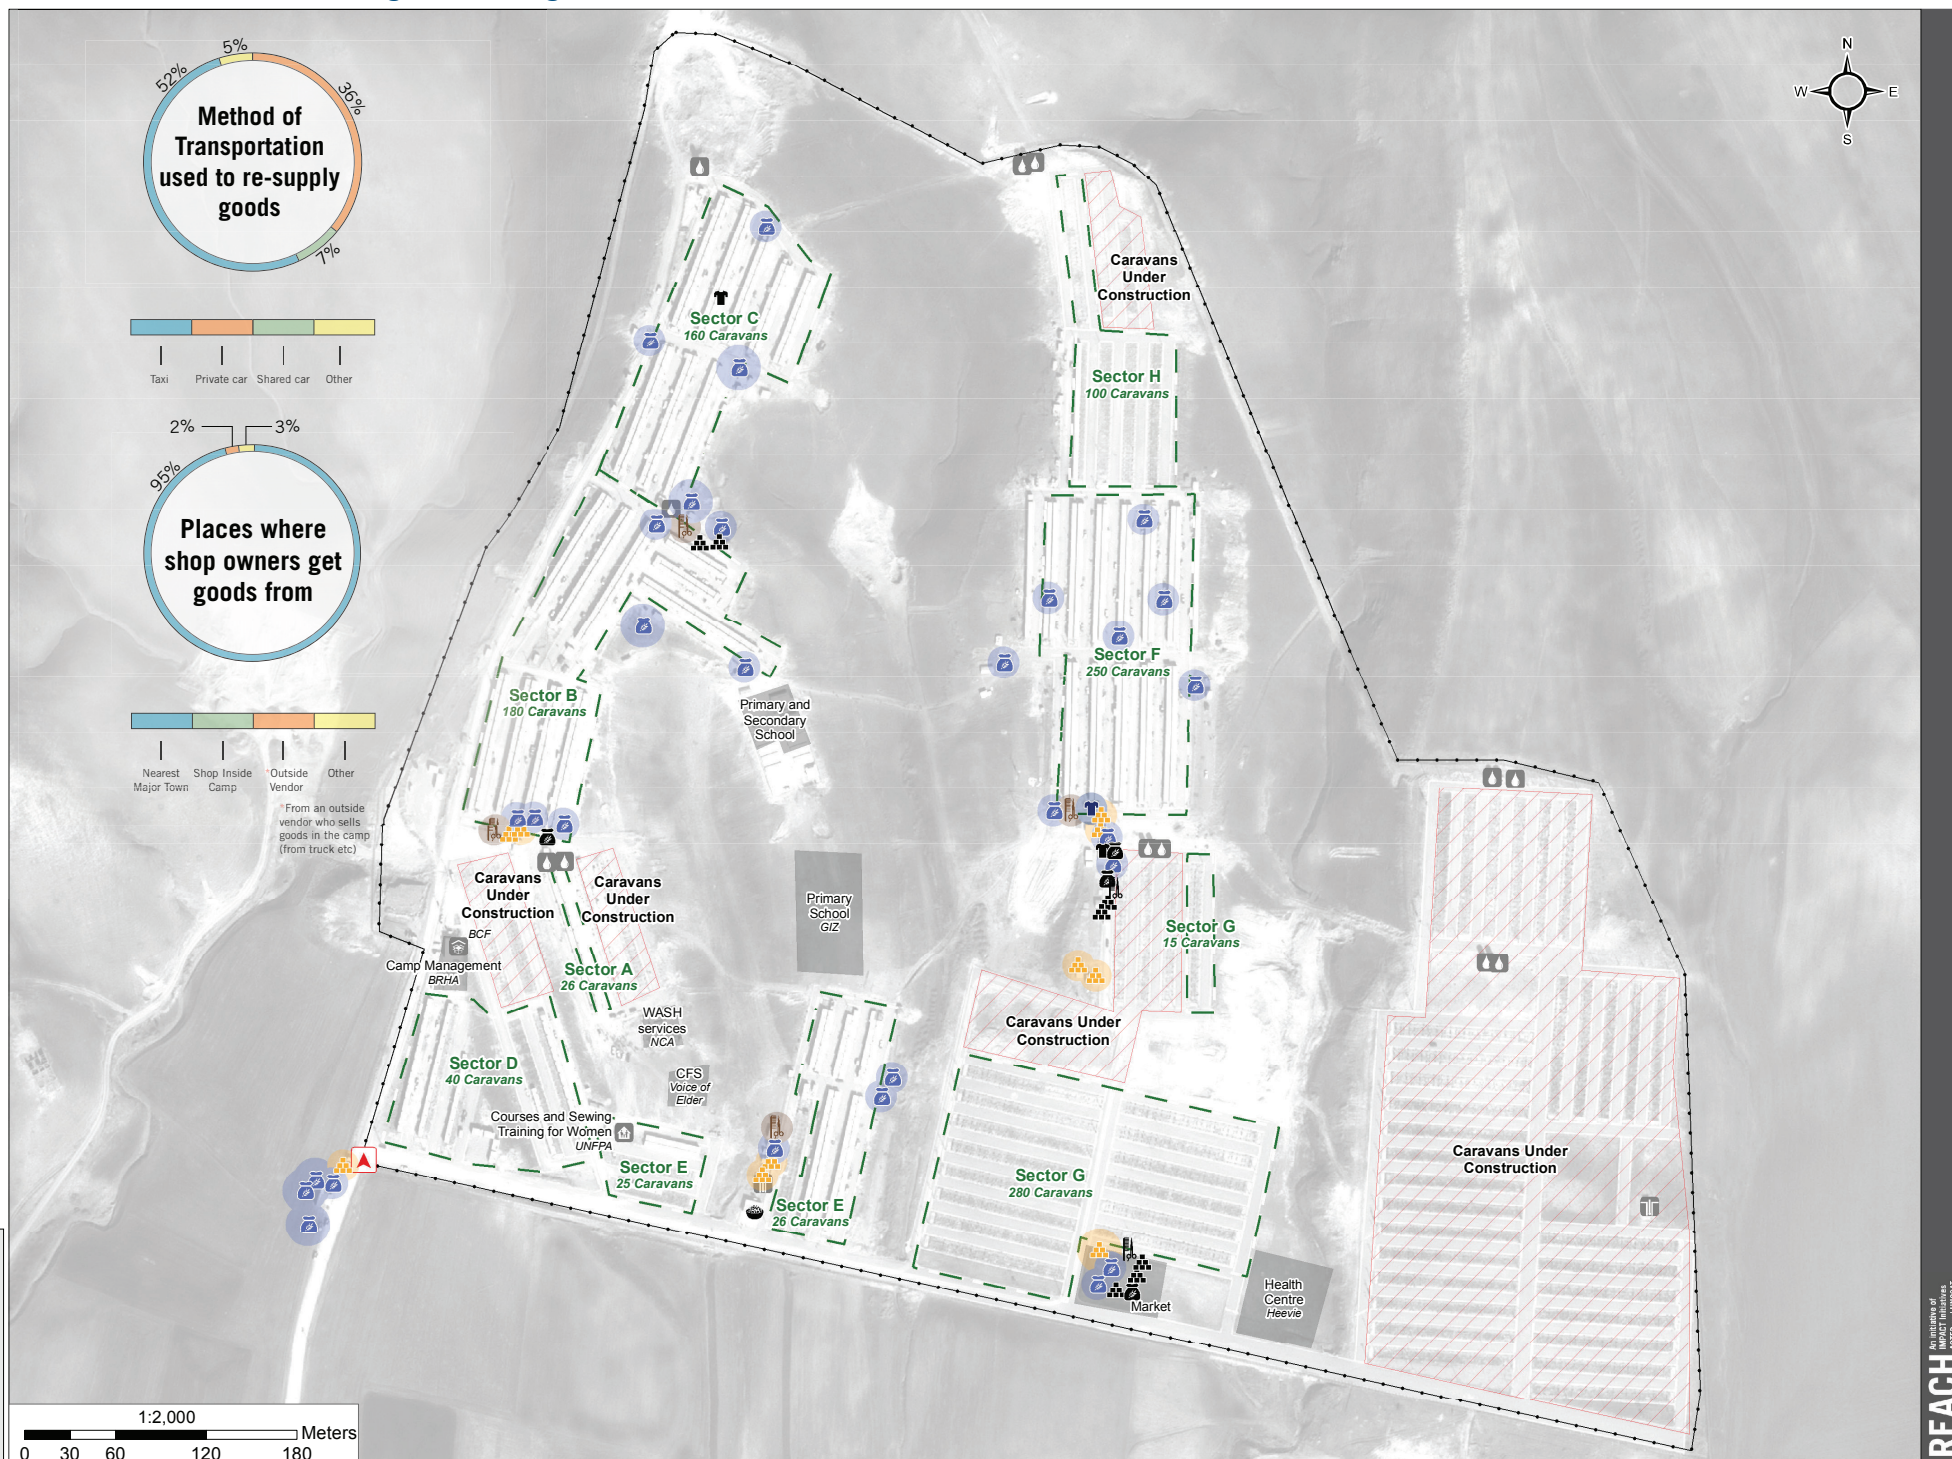 5%
52%
36%
7%
Method of
Transportation
used to re-supply
goods
Taxi
Private car
Shared car
Other
2%
3%
95%
Places where
shop owners get
goods from
Nearest
Major Town
Shop Inside
Camp
*Outside
Vendor
Other
*From an outside
vendor who sells
goods in the camp
(from truck etc)
N
W
E
S
Caravans
Under
Construction
Sector C
160 Caravans
Sector H
100 Caravans
Sector F
250 Caravans
Sector B
180 Caravans
Primary and
Secondary
School
Caravans
Under
Construction
Caravans
Under
Construction
Primary
School
GIZ
BCF
Camp Management
BRHA
Sector A
26 Caravans
Sector G
15 Caravans
WASH
services
NCA
Caravans Under
Construction
Sector D
40 Caravans
CFS
Voice of
Elder
Courses and Sewing
Training for Women
UNFPA
Sector E
25 Caravans
Sector E
26 Caravans
Sector G
280 Caravans
Caravans Under
Construction
Health
Centre
Heevie
Market
1:2,000
Meters
0 30 60 120 180
REACH
An initiative of
IMPACT Initiatives